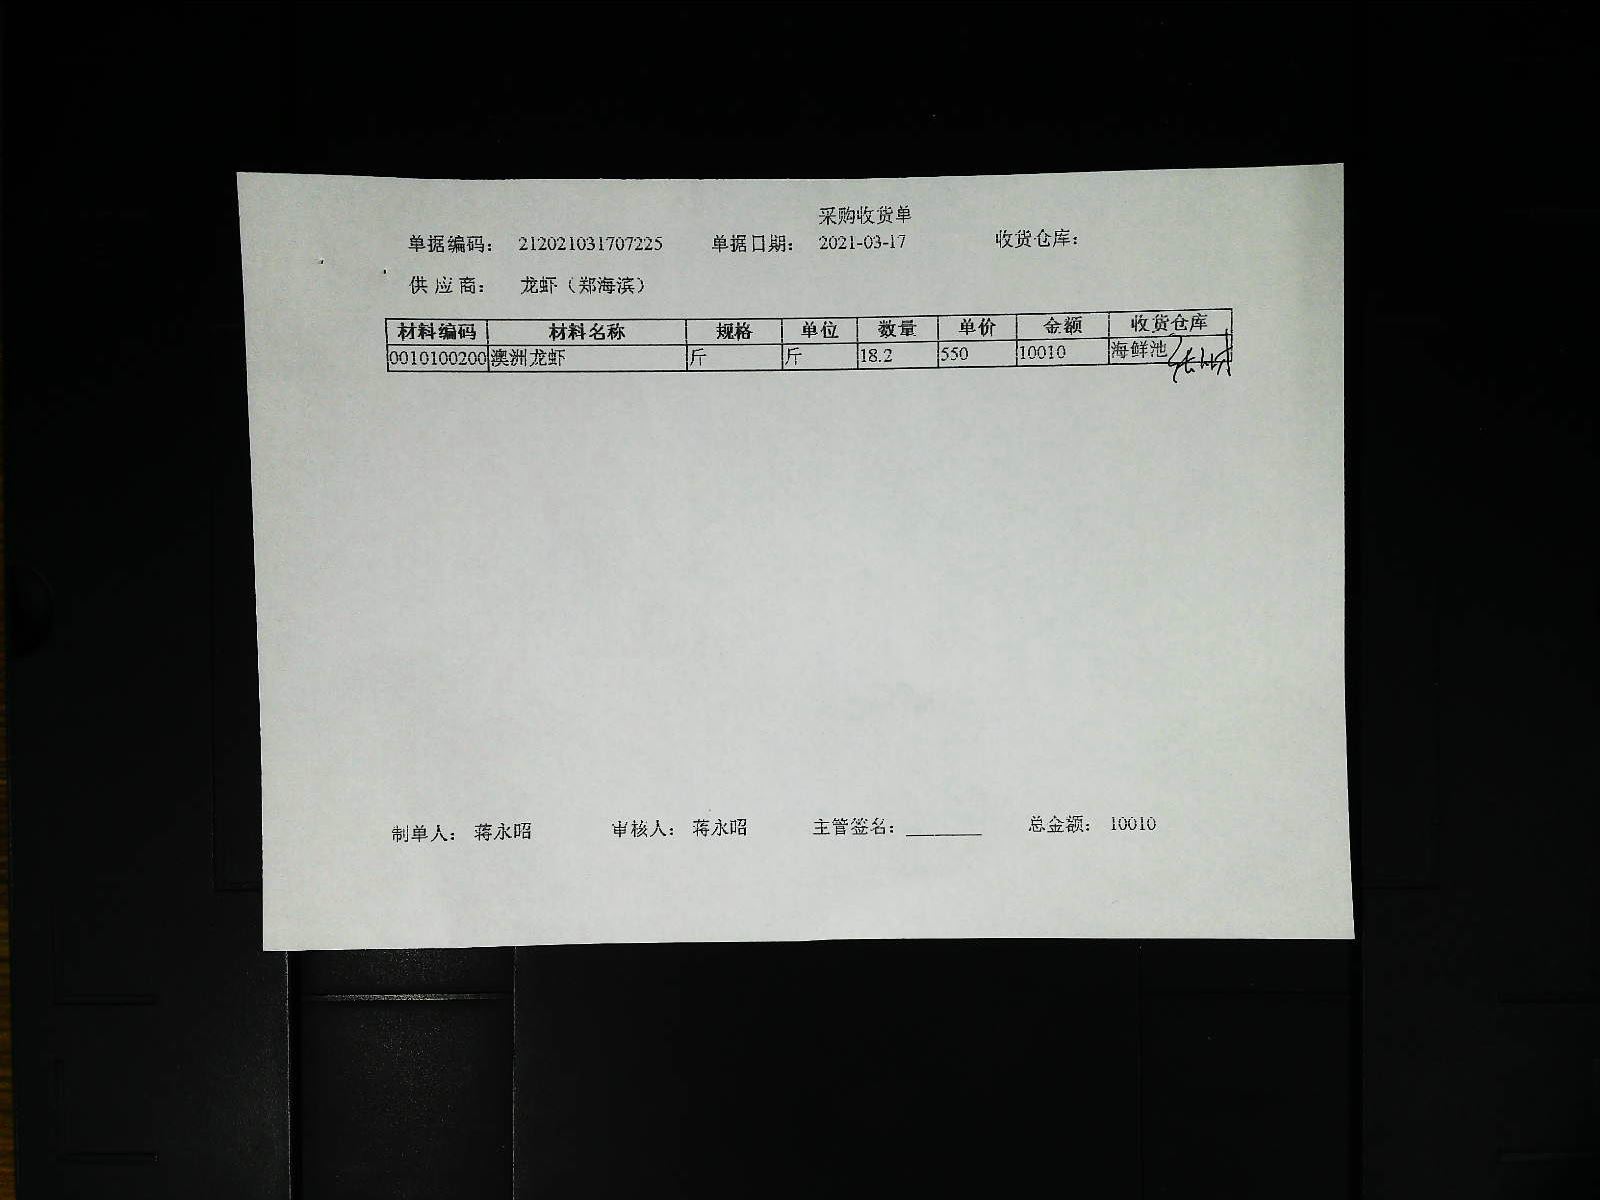 采购收货单
单据编码： 212021031707225 单据日期： 2021-03-17 收货仓库：
供应商： 龙虾（郑海滨）
材料编码 材料名称 规格 单位 数量 单价 金额 收货仓库
0010100200 澳洲龙虾 斤 斤 18.2 550 10010 海鲜池
制单人： 蒋永昭 审核人： 蒋永昭 主管签名：________ 总金额： 10010